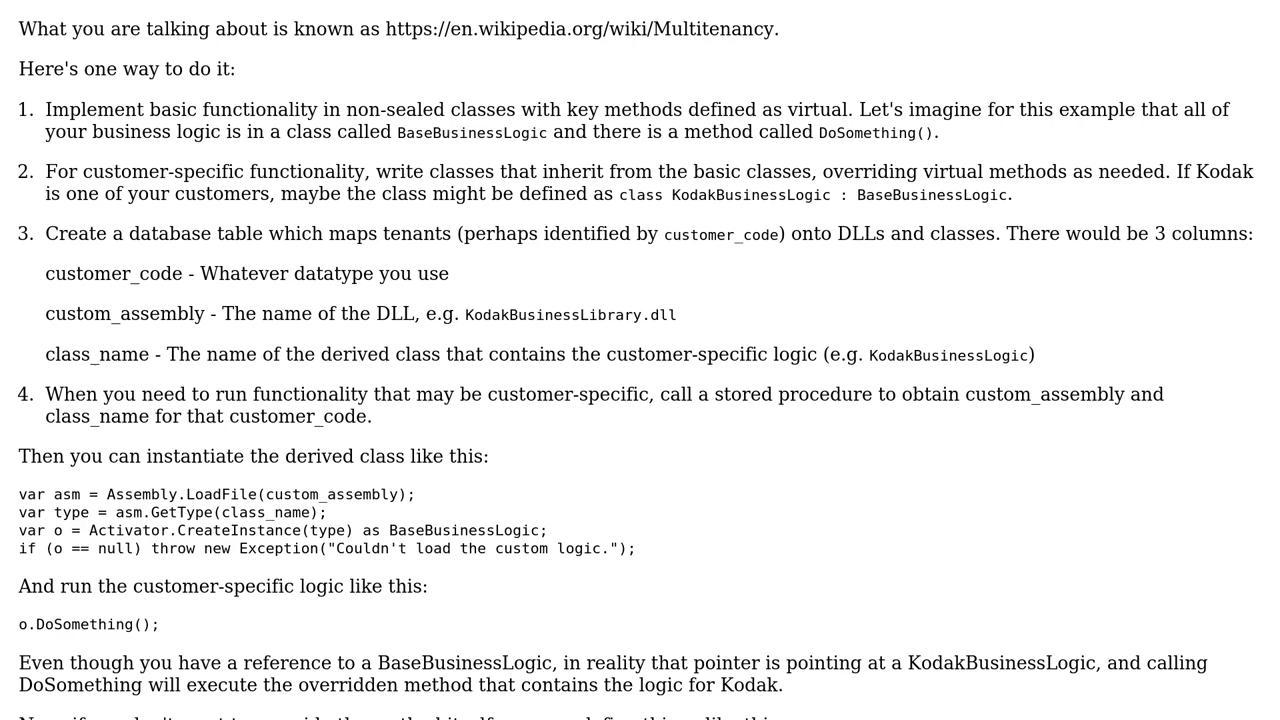 What you are talking about is known as https://en.wikipedia.org/wiki/Multitenancy.
Here's one way to do it:
1. Implement basic functionality in non-sealed classes with key methods defined as virtual. Let's imagine for this example that all of
your business logic is in a class called BaseBusinessLogic and there is a method called DoSomething().
2. For customer-specific functionality, write classes that inherit from the basic classes, overriding virtual methods as needed. If Kodak
is one of your customers, maybe the class might be defined as class KodakBusinessLogic : BaseBusinessLogic.
3. Create a database table which maps tenants (perhaps identified by customer_code) onto DLLs and classes. There would be 3 columns:
customer_code - Whatever datatype you use
custom_assembly - The name of the DLL, e.g. KodakBusinessLibrary.dll
class_name - The name of the derived class that contains the customer-specific logic (e.g. KodakBusinessLogic)
4. When you need to run functionality that may be customer-specific, call a stored procedure to obtain custom_assembly and
class_name for that customer_code.
Then you can instantiate the derived class like this:
var asm = Assembly.LoadFile(custom_assembly);
var type = asm.GetType(class_name);
var o = Activator.CreateInstance(type) as BaseBusinessLogic;
if (o == null) throw new Exception("Couldn't load the custom logic.");
And run the customer-specific logic like this:
o.DoSomething();
Even though you have a reference to a BaseBusinessLogic, in reality that pointer is pointing at a KodakBusinessLogic, and calling
DoSomething will execute the overridden method that contains the logic for Kodak.